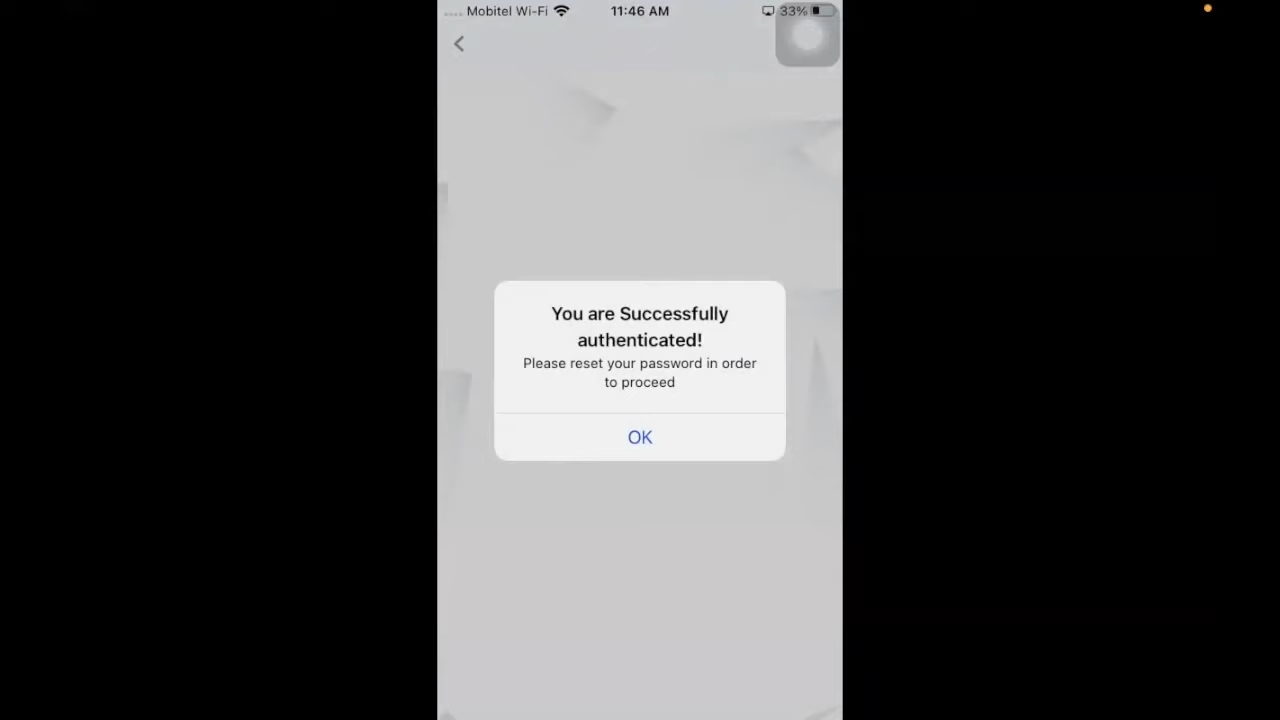 Mobitel Wi-Fi 11:46 AM 33%
You are Successfully
authenticated!
Please reset your password in order
to proceed
OK